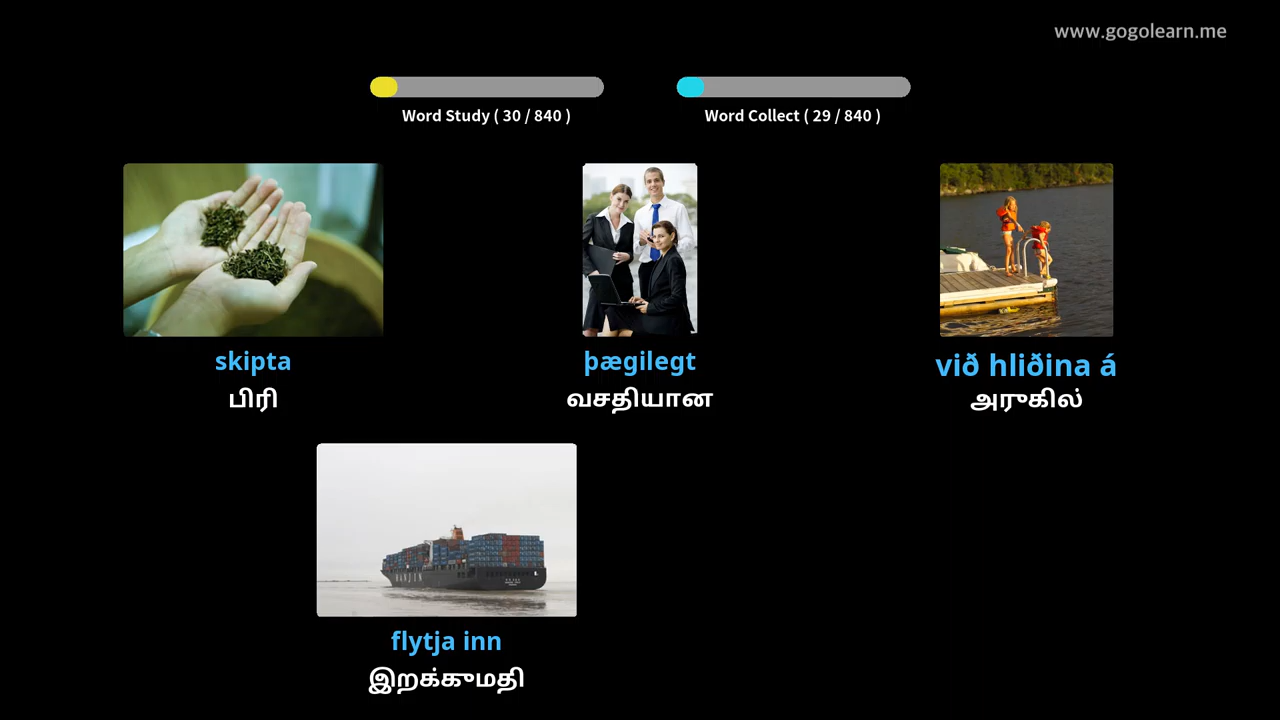 www.gogolearn.me
Word Study ( 30 / 840 )
Word Collect ( 29 / 840 )
skipta
பிரி
þægilegt
வசதியான
við hliðina á
அருகில்
HANJIN
flytja inn
இறக்குமதி